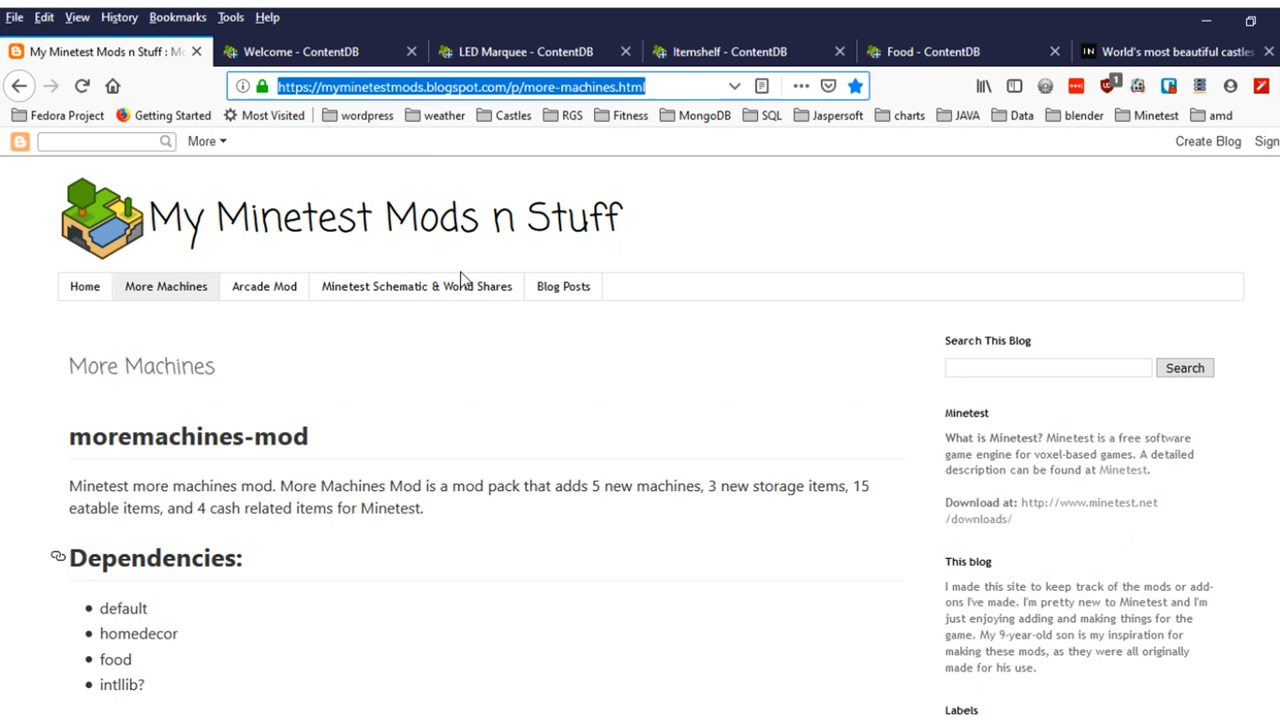 File Edit View History Bookmarks Tools Help
My Minetest Mods n Stuff : Mo Welcome - ContentDB LED Marquee - ContentDB Itemshelf - ContentDB Food - ContentDB IN World's most beautiful castles
https://myminetestmods.blogspot.com/p/more-machines.html
Fedora Project Getting Started Most Visited wordpress weather Castles RGS Fitness MongoDB SQL Jaspersoft charts JAVA Data blender Minetest amd
More Create Blog Sign
My Minetest Mods n Stuff
Home More Machines Arcade Mod Minetest Schematic & World Shares Blog Posts
More Machines
moremachines-mod
Minetest more machines mod. More Machines Mod is a mod pack that adds 5 new machines, 3 new storage items, 15
eatable items, and 4 cash related items for Minetest.
Dependencies:
default
homedecor
food
intllib?
Search This Blog
Search
Minetest
What is Minetest? Minetest is a free software
game engine for voxel-based games. A detailed
description can be found at Minetest.
Download at: http://www.minetest.net
/downloads/
This blog
I made this site to keep track of the mods or add-
ons I've made. I'm pretty new to Minetest and I'm
just enjoying adding and making things for the
game. My 9-year-old son is my inspiration for
making these mods, as they were all originally
made for his use.
Labels